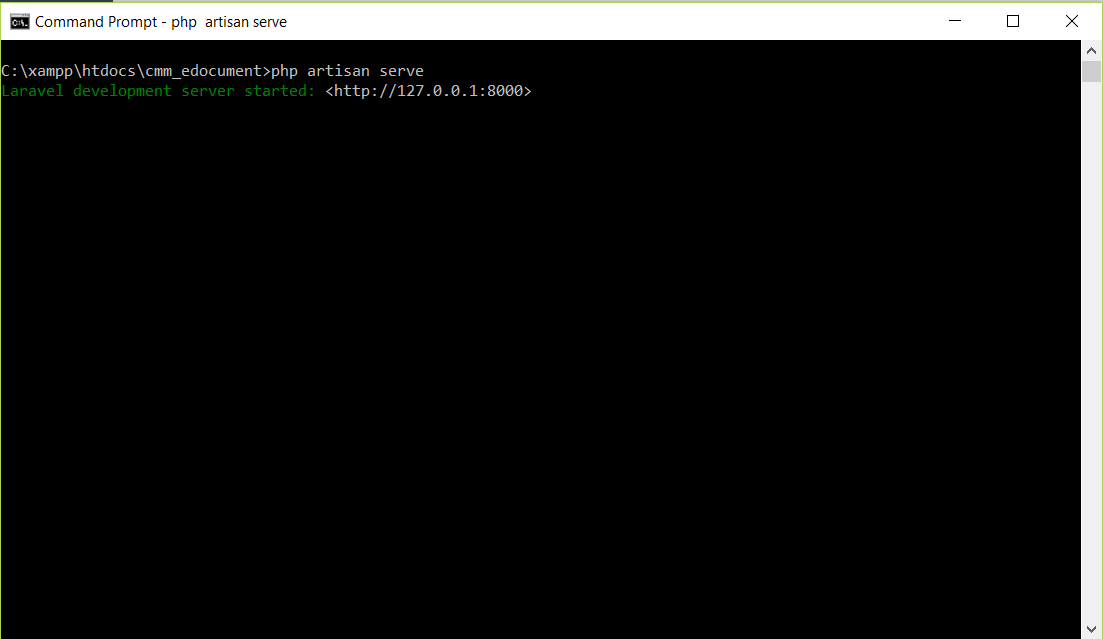 Command Prompt - php  artisan serve
C:\xampp\htdocs\cmm_edocument>php artisan serve
Laravel development server started: <http://127.0.0.1:8000>